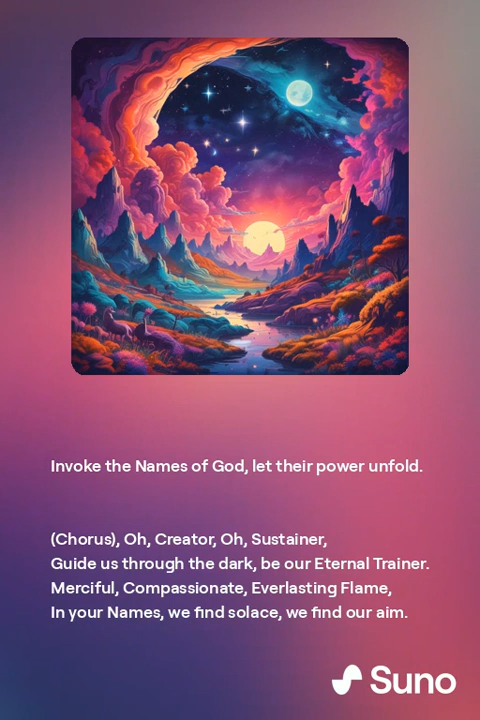 Invoke the Names of God, let their power unfold.
(Chorus), Oh, Creator, Oh, Sustainer,
Guide us through the dark, be our Eternal Trainer.
Merciful, Compassionate, Everlasting Flame,
In your Names, we find solace, we find our aim.
Suno